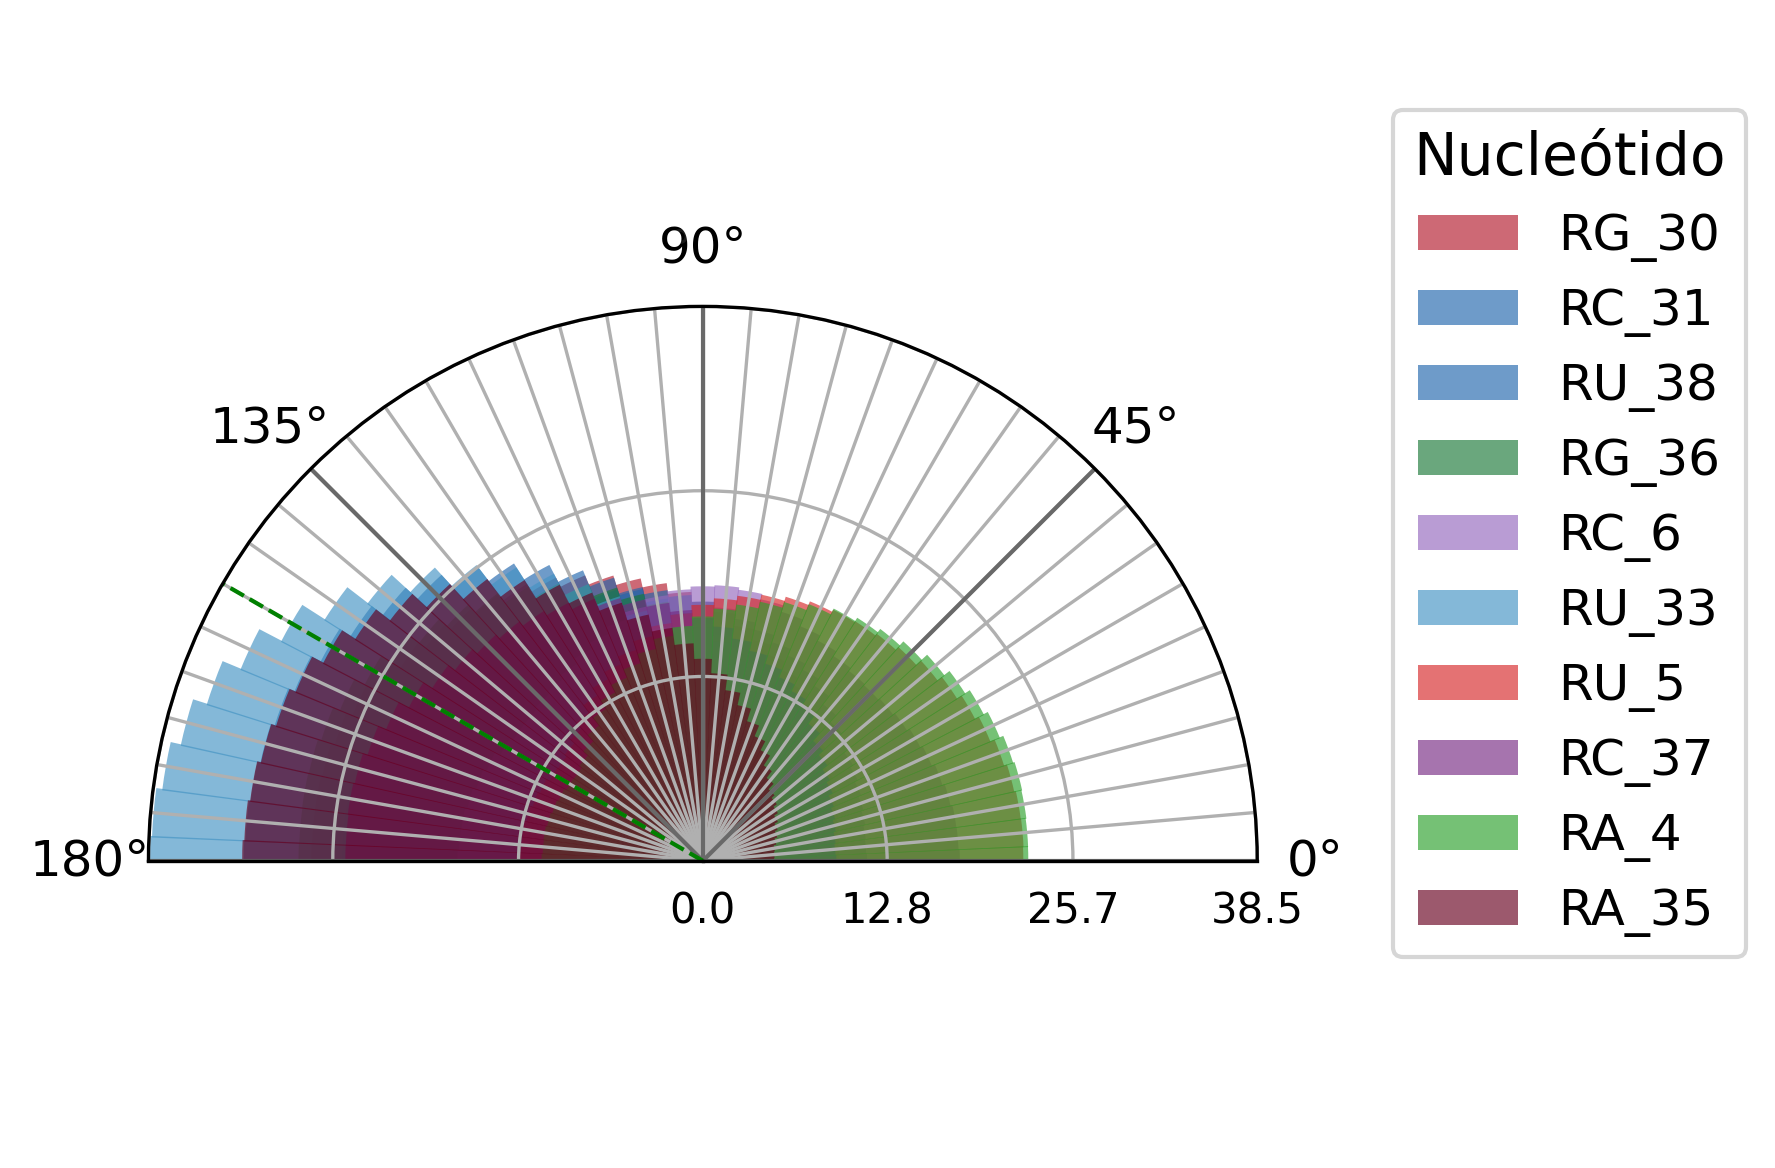 Nucleótido
RG_30
RC_31
RU_38
RG_36
RC_6
RU_33
RU_5
RC_37
RA_4
RA_35
90°
135°
45°
180°
0°
0.0
12.8
25.7
38.5